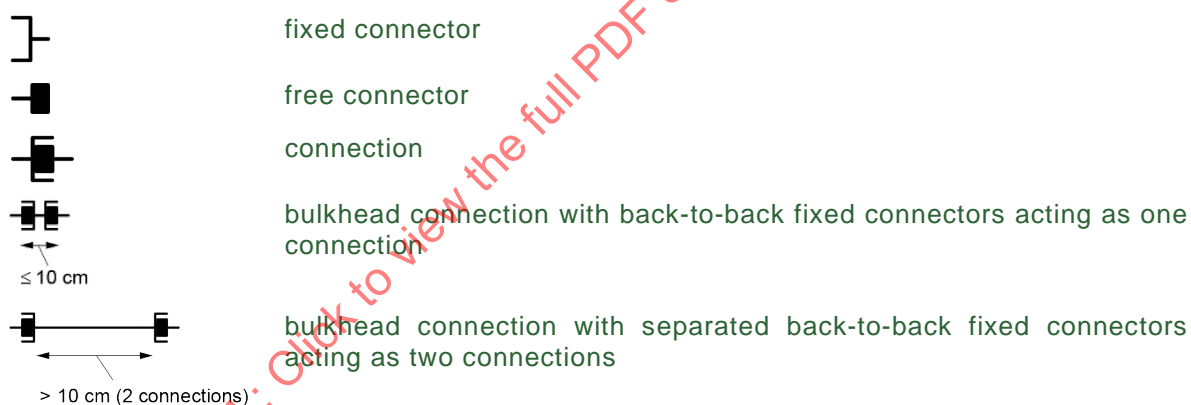 fixed connector
free connector
connection
bulkhead connection with back-to-back fixed connectors acting as one
connection
≤ 10 cm
bulkhead connection with separated back-to-back fixed connectors
acting as two connections
> 10 cm (2 connections)
: Click to view the full PDF